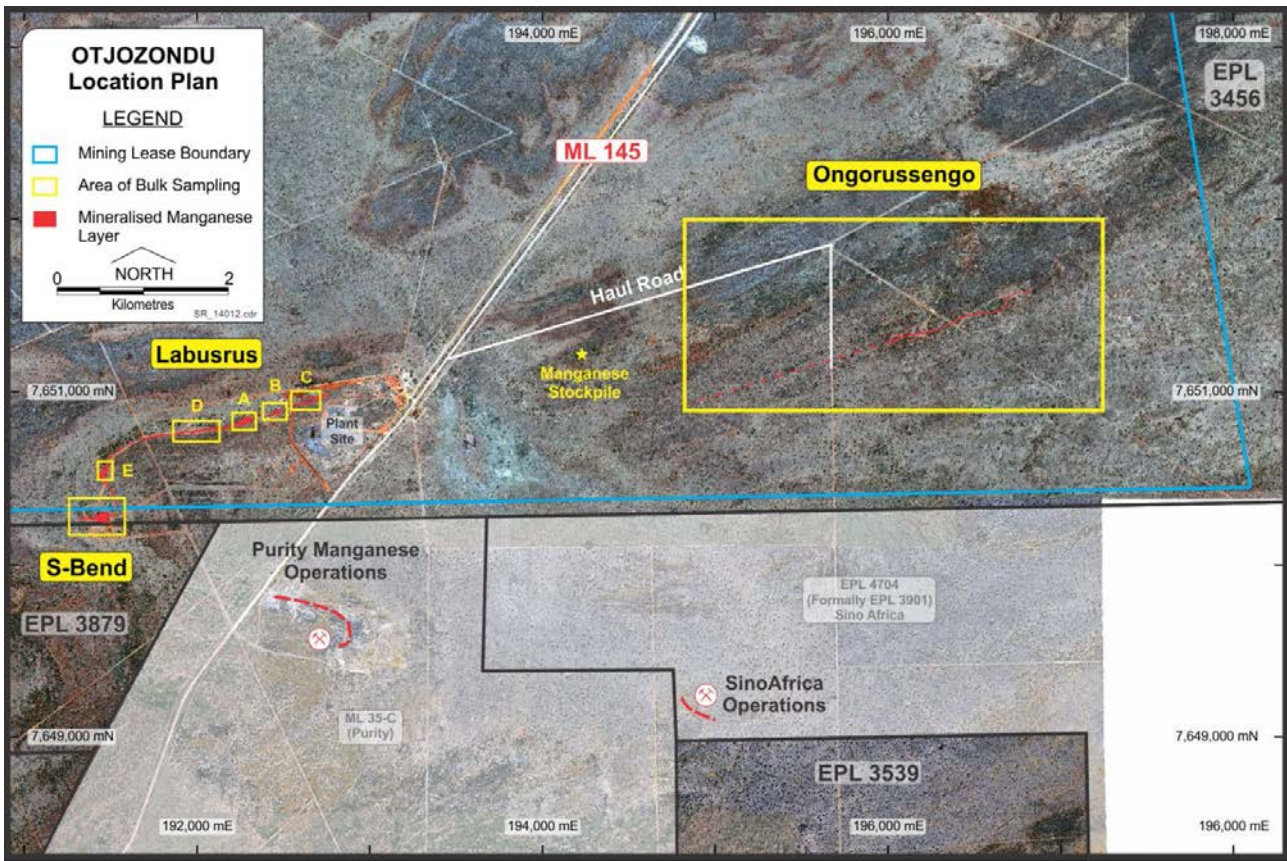 OTJOZONDU
Location Plan
LEGEND
Mining Lease Boundary
Area of Bulk Sampling
Mineralised Manganese
Layer
NORTH
0 2
Kilometres
SR_14012.cdr
194,000 mE
196,000 mE
198,000 mE
EPL
3456
ML 145
Ongorussengo
Haul Road
Labusrus
Manganese
Stockpile
7,651,000 mN
7,651,000 mN
C
B
A
D
E
Plant
Site
S-Bend
Purity Manganese
Operations
EPL 4704
(Formally EPL 3901)
Sino Africa
EPL 3879
SinoAfrica
Operations
ML 35-C
(Purity)
7,649,000 mN
7,649,000 mN
EPL 3539
192,000 mE
194,000 mE
196,000 mE
196,000 mE